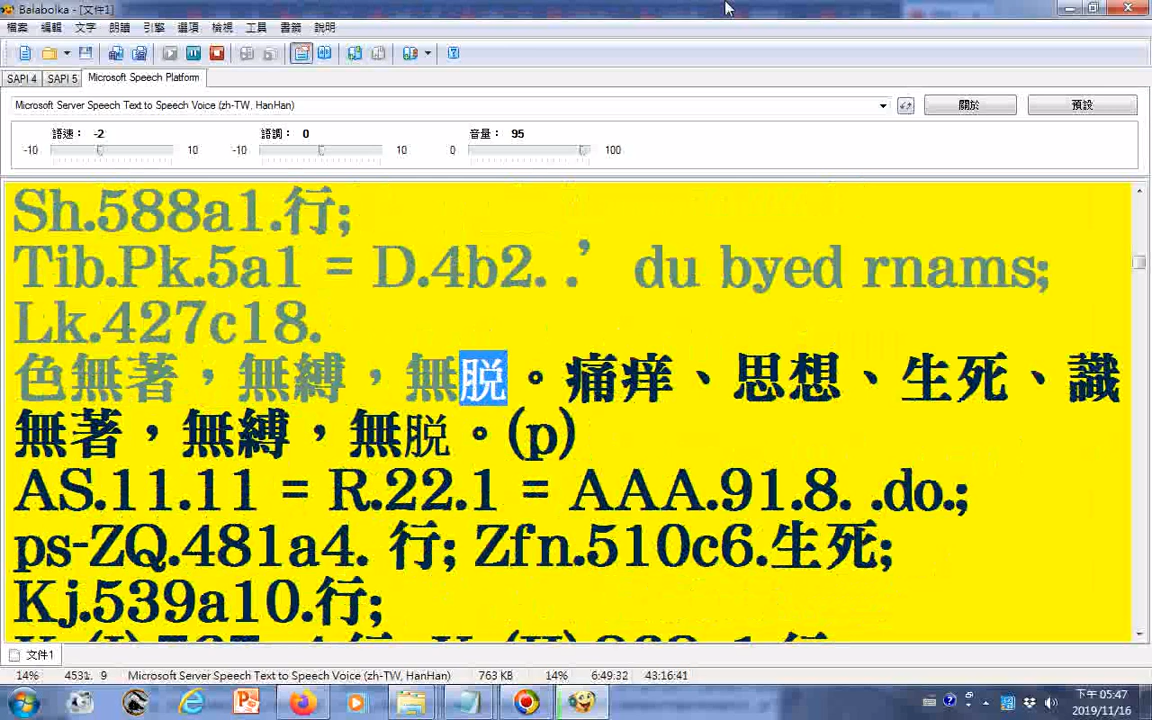 Balabolka - [文件1]
檔案 編輯 文字 朗讀 引擎 選項 檢視 工具 書籤 說明
SAPI 4 SAPI 5 Microsoft Speech Platform
Microsoft Server Speech Text to Speech Voice (zh-TW, HanHan) 關於 預設
語速： -2 語調： 0 音量： 95
-10 10 -10 10 0 100
Sh.588a1.行;
Tib.Pk.5a1 = D.4b2. .’ du byed rnams;
Lk.427c18.
色無著，無縛，無脱。痛痒、思想、生死、識
無著，無縛，無脱。(p)
AS.11.11 = R.22.1 = AAA.91.8. .do.;
ps-ZQ.481a4. 行; Zfn.510c6.生死;
Kj.539a10.行;
文件1
14% 4531: 9 Microsoft Server Speech Text to Speech Voice (zh-TW, HanHan) 763 KB 14% 6:49:32 43:16:41
下午 05:47
2019/11/16